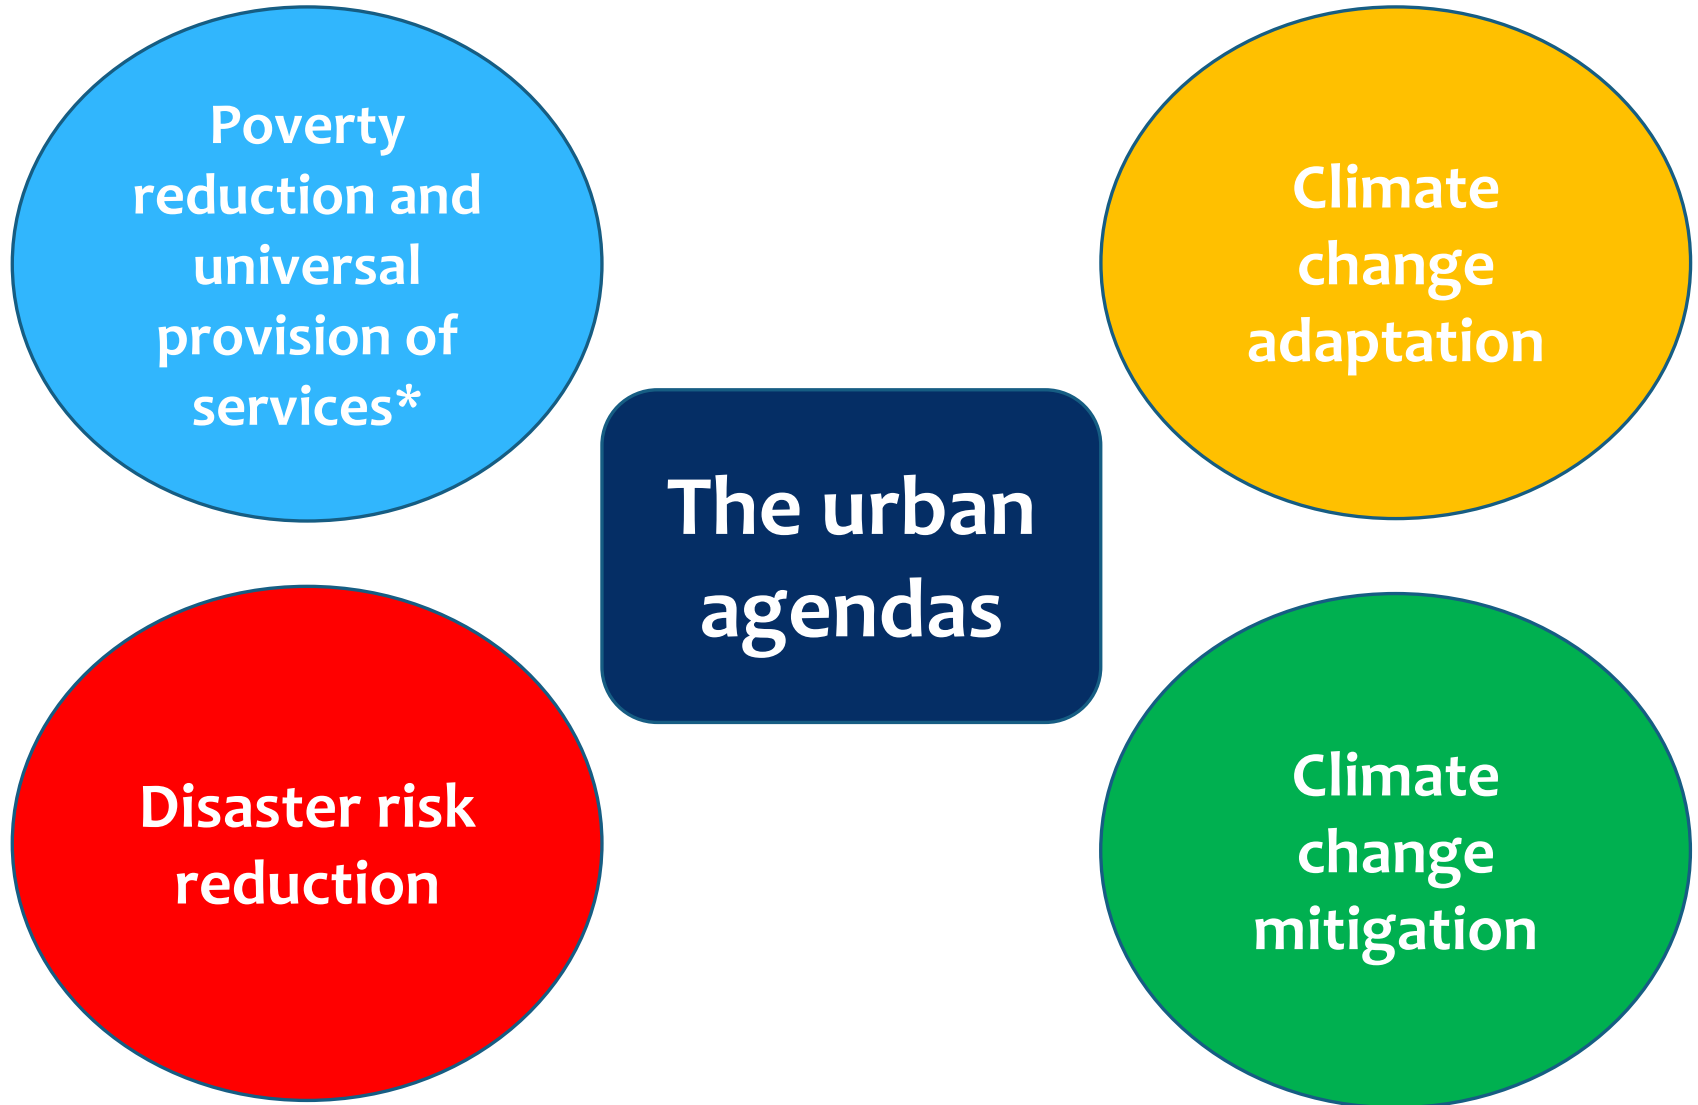 Poverty
reduction and
universal
provision of
services*
Climate
change
adaptation
The urban
agendas
Disaster risk
reduction
Climate
change
mitigation